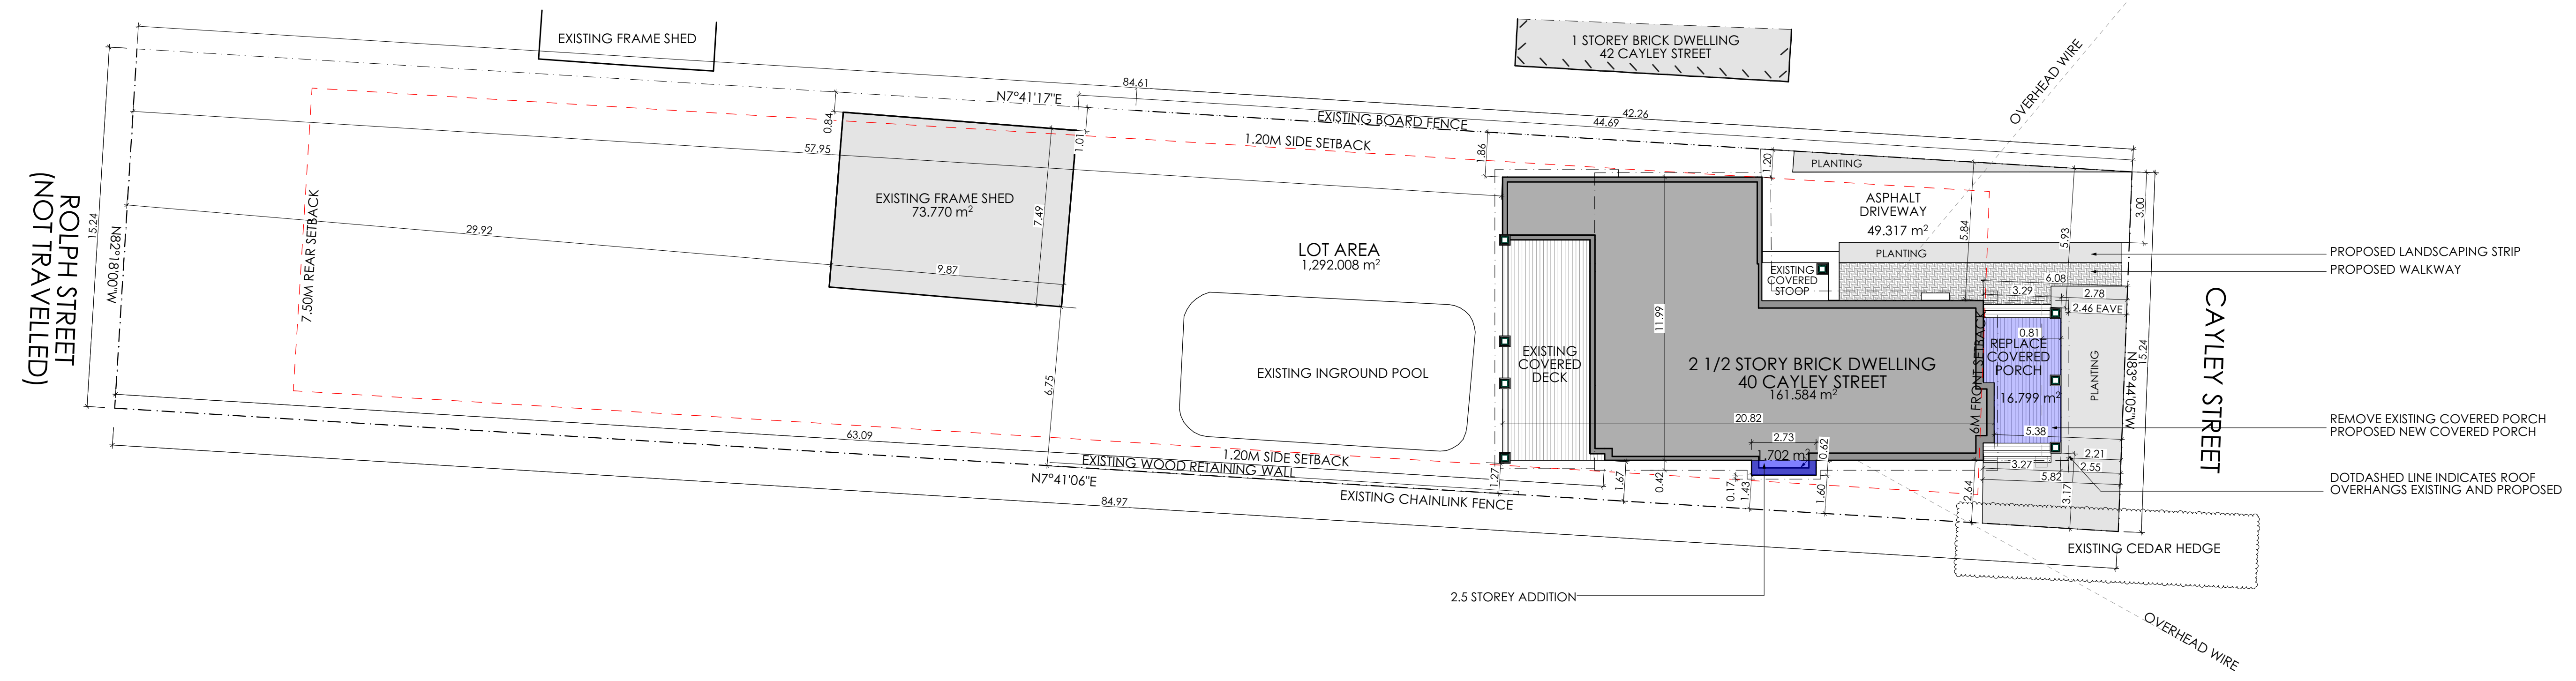 EXISTING FRAME SHED
1 STOREY BRICK DWELLING
42 CAYLEY STREET
OVERHEAD WIRE
84.61
N7°41'17"E
42.26
EXISTING BOARD FENCE
44.69
1.20M SIDE SETBACK
0.84
1.01
57.95
1.86
1.20
PLANTING
ROLPH STREET
(NOT TRAVELLED)
15.24
N82°18'00"W
7.50M REAR SETBACK
29.92
EXISTING FRAME SHED
73.770 m²
7.49
9.87
6.75
LOT AREA
1,292.008 m²
EXISTING INGROUND POOL
ASPHALT
DRIVEWAY
49.317 m²
5.84
5.93
3.00
PLANTING
PROPOSED LANDSCAPING STRIP
PROPOSED WALKWAY
EXISTING
COVERED
STOOP
6.08
3.29
2.78
2.46 EAVE
11.99
EXISTING
COVERED
DECK
2 1/2 STORY BRICK DWELLING
40 CAYLEY STREET
161.584 m²
20.82
6M FRONT SETBACK
0.81
REPLACE
COVERED
PORCH
16.799 m²
5.38
PLANTING
N83°44'05"W
15.24
CAYLEY STREET
REMOVE EXISTING COVERED PORCH
PROPOSED NEW COVERED PORCH
2.73
0.62
1.702 m²
63.09
1.20M SIDE SETBACK
EXISTING WOOD RETAINING WALL
N7°41'06"E
1.27
1.67
0.42
0.17
1.43
1.60
2.64
3.27
2.21
2.55
5.82
3.17
DOTDASHED LINE INDICATES ROOF
OVERHANGS EXISTING AND PROPOSED
EXISTING CHAINLINK FENCE
84.97
EXISTING CEDAR HEDGE
2.5 STOREY ADDITION
OVERHEAD WIRE